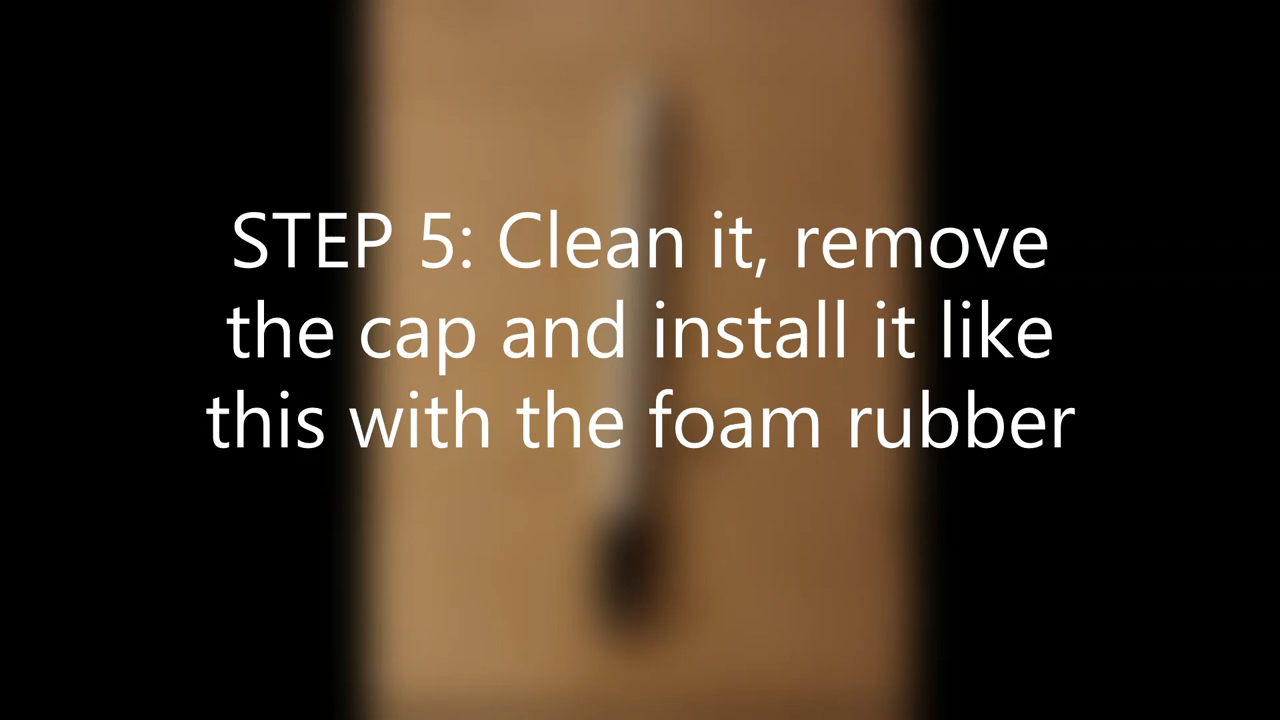 STEP 5: Clean it, remove
the cap and install it like
this with the foam rubber